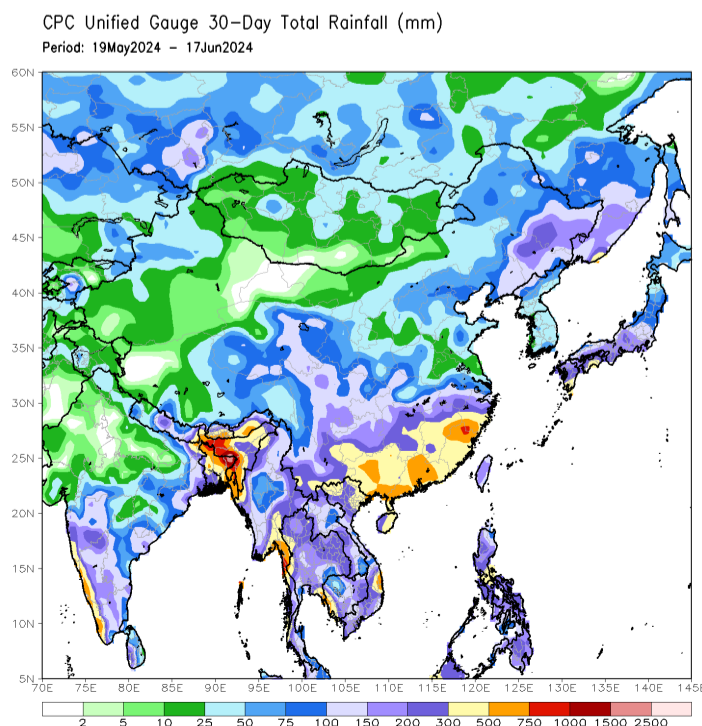 CPC Unified Gauge 30-Day Total Rainfall (mm)
Period: 19May2024 - 17Jun2024
60N
55N
50N
45N
40N
35N
30N
25N
20N
15N
10N
5N
70E 75E 80E 85E 90E 95E 100E 105E 110E 115E 120E 125E 130E 135E 140E 145E
2 5 10 25 50 75 100 150 200 300 500 750 1000 1500 2500